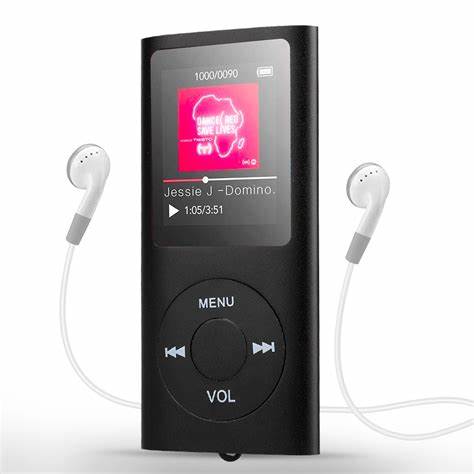 1000/0090
DANCE (RED
SAVE LIVES
Jessie J -Domino.
1:05/3:51
MENU
VOL